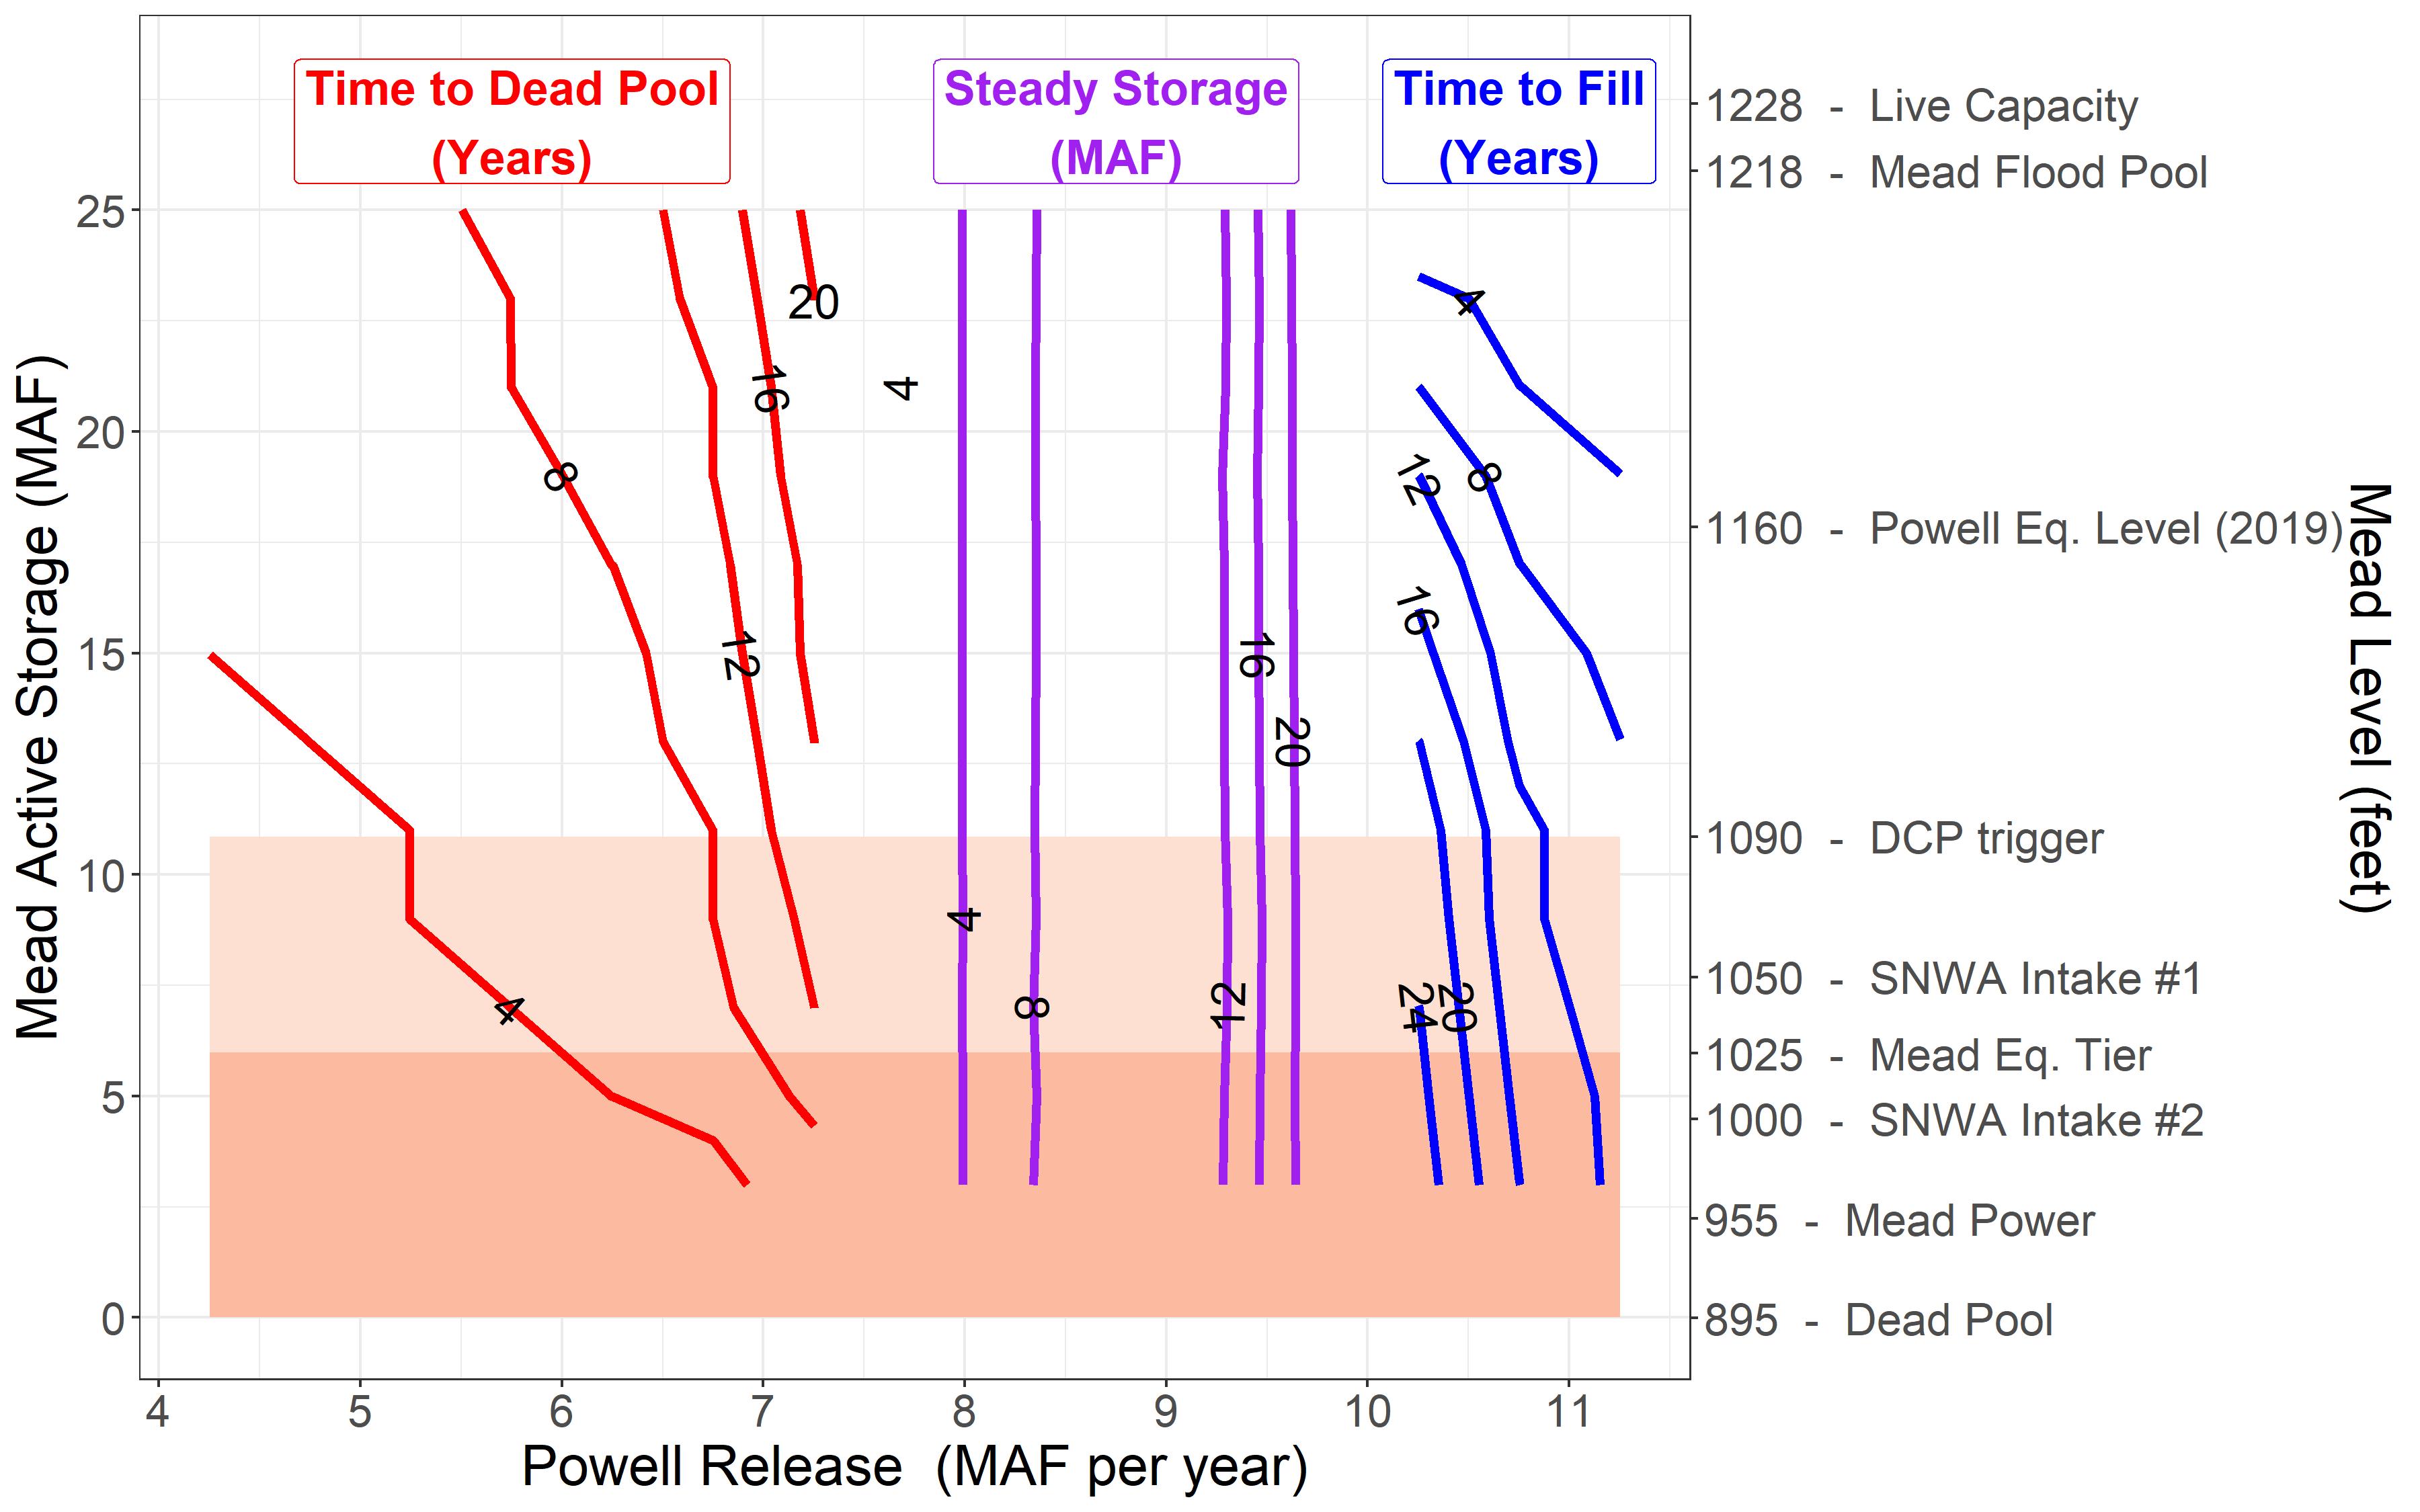 Time to Dead Pool
(Years)
Steady Storage
(MAF)
Time to Fill
(Years)
1228 - Live Capacity
1218 - Mead Flood Pool
1160 - Powell Eq. Level (2019)
1090 - DCP trigger
1050 - SNWA Intake #1
1025 - Mead Eq. Tier
1000 - SNWA Intake #2
955 - Mead Power
895 - Dead Pool
Mead Level (feet)
Mead Active Storage (MAF)
25
20
15
10
5
0
20
16
8
12
4
4
4
8
12
16
20
4
8
12
16
24
20
4
5
6
7
8
9
10
11
Powell Release (MAF per year)